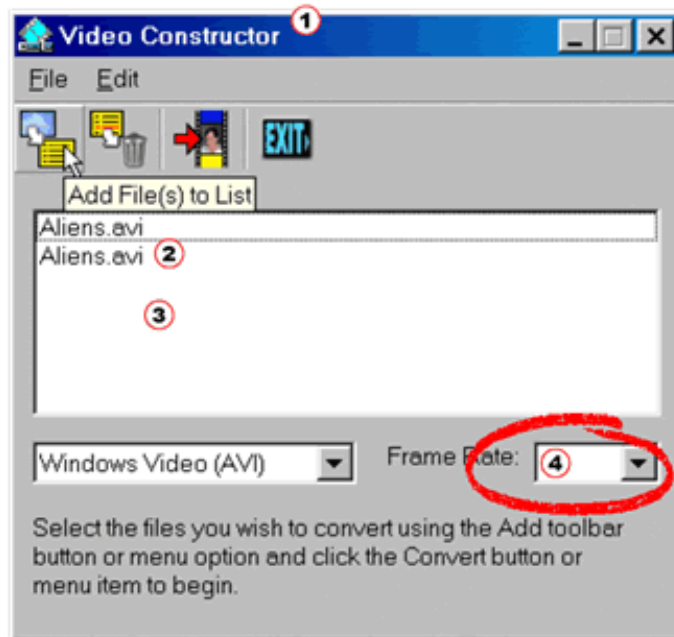 Video Constructor 1
File Edit
EXIT
Add File(s) to List
Aliens.avi
Aliens.avi 2
3
Windows Video (AVI) Frame Rate: 4
Select the files you wish to convert using the Add toolbar
button or menu option and click the Convert button or
menu item to begin.